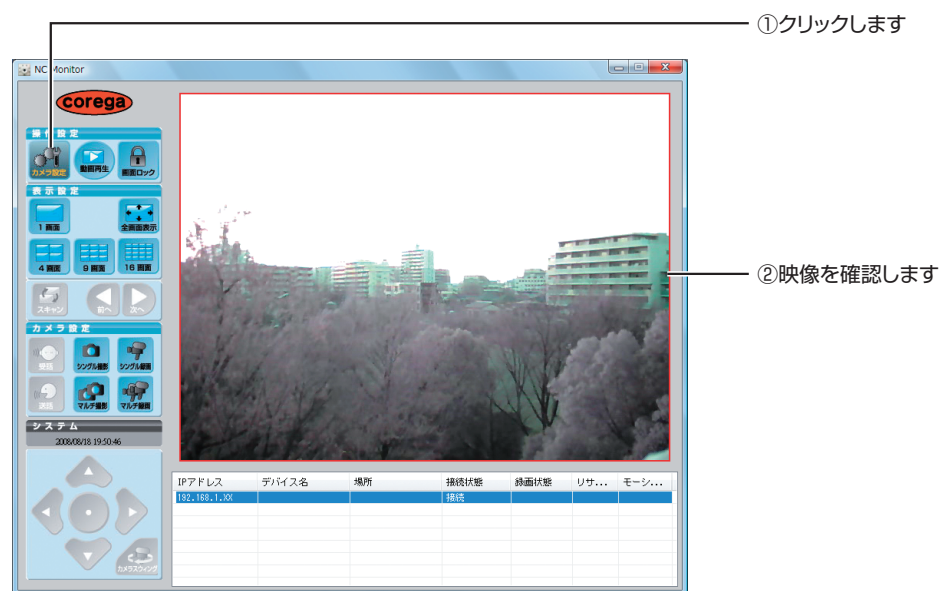 ①クリックします
NC Monitor
corega
操作設定
カメラ設定
動画再生
画面ロック
表示設定
1 画面
全画面表示
4 画面
9 画面
16 画面
スキャン
前へ
次へ
②映像を確認します
カメラ設定
受話
シングル撮影
シングル録画
送話
マルチ撮影
マルチ録画
システム
2008/08/18 19:50:46
IPアドレス デバイス名 場所 接続状態 録画状態 リサ... モーシ...
192.168.1.XX 接続
カメラスウィング